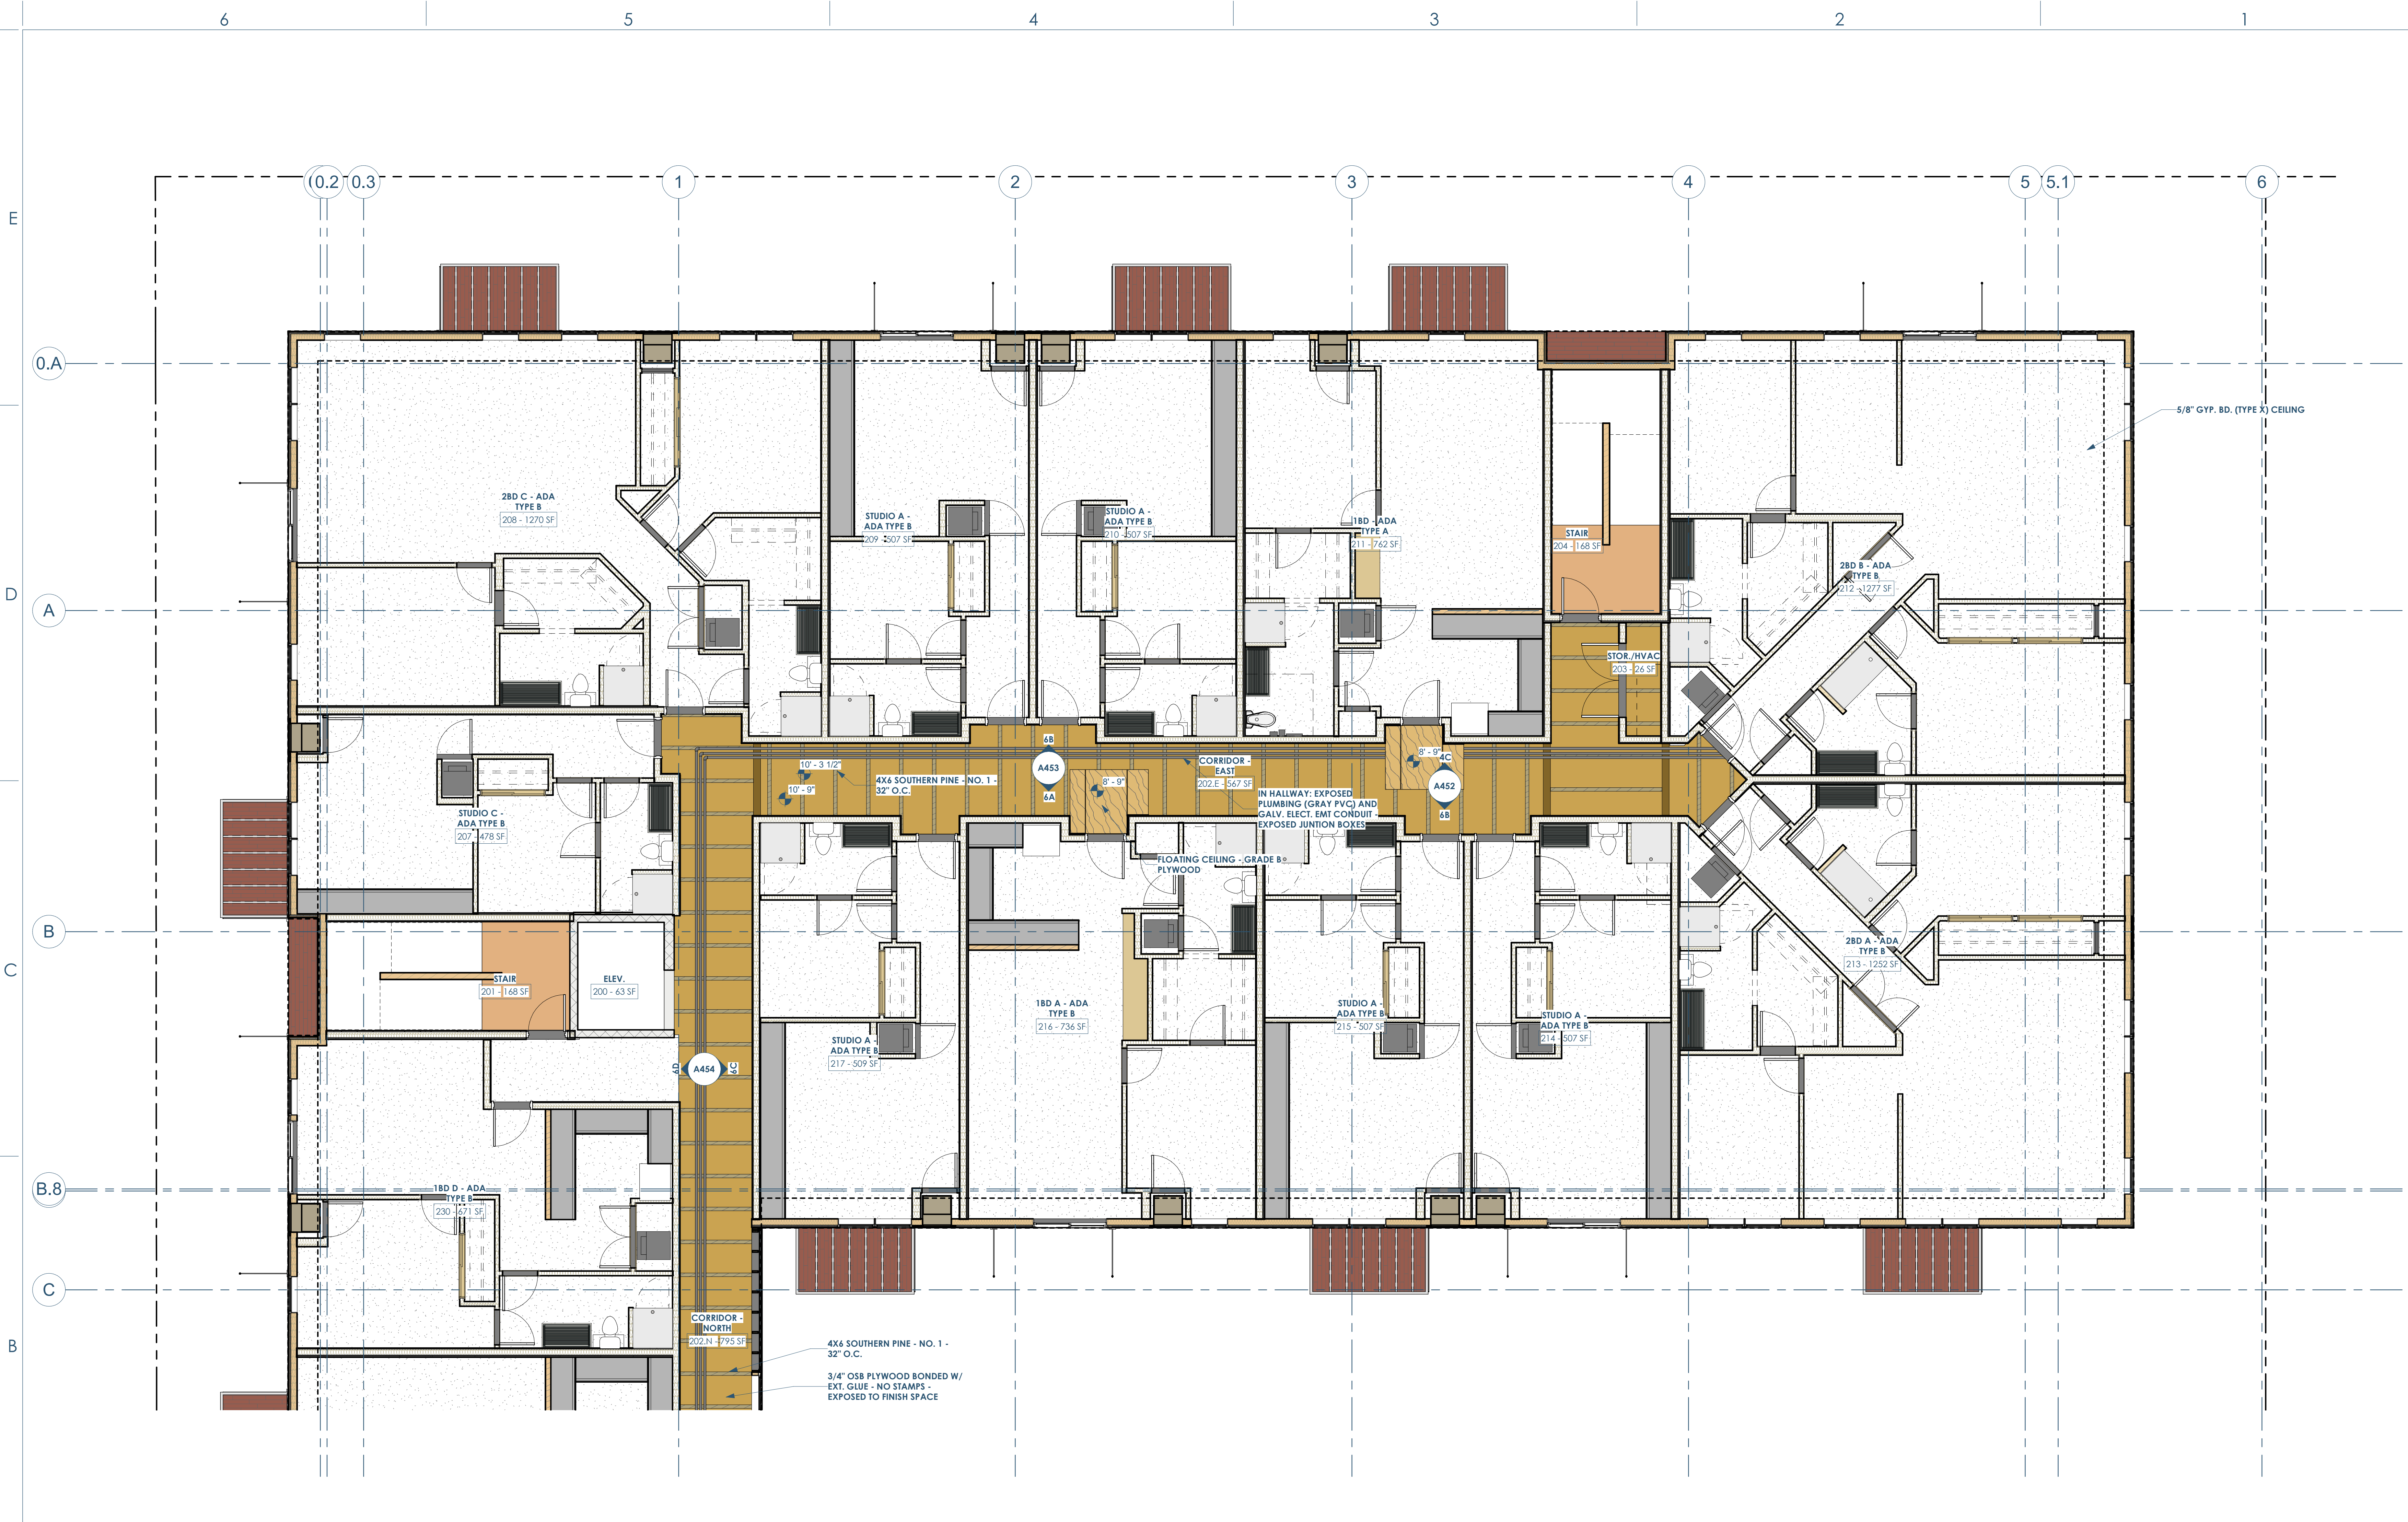 6
5
4
3
2
1
E
D
C
B
0.2
0.3
1
2
3
4
5
5.1
6
0.A
A
B
B.8
C
5/8" GYP. BD. (TYPE X) CEILING
2BD C - ADA
TYPE B
208 - 1270 SF
STUDIO A -
ADA TYPE B
209 - 507 SF
STUDIO A -
ADA TYPE B
210 - 507 SF
1BD - ADA
TYPE A
211 - 762 SF
STAIR
204 - 168 SF
2BD B - ADA
TYPE B
212 - 1277 SF
STOR./HVAC
203 - 26 SF
6B
A453
6A
8' - 9"
4C
A452
6B
10' - 3 1/2"
10' - 9"
4X6 SOUTHERN PINE - NO. 1 -
32" O.C.
8' - 9"
CORRIDOR -
EAST
202.E - 567 SF
IN HALLWAY: EXPOSED
PLUMBING (GRAY PVC) AND
GALV. ELECT. EMT CONDUIT -
EXPOSED JUNTION BOXES
FLOATING CEILING - GRADE B
PLYWOOD
STUDIO C -
ADA TYPE B
207 - 478 SF
STAIR
201 - 168 SF
ELEV.
200 - 63 SF
2BD A - ADA
TYPE B
213 - 1252 SF
1BD A - ADA
TYPE B
216 - 736 SF
STUDIO A -
ADA TYPE B
215 - 507 SF
STUDIO A -
ADA TYPE B
214 - 507 SF
STUDIO A -
ADA TYPE B
217 - 509 SF
6D
A454
6C
1BD D - ADA
TYPE B
230 - 671 SF
CORRIDOR -
NORTH
202.N - 795 SF
4X6 SOUTHERN PINE - NO. 1 -
32" O.C.
3/4" OSB PLYWOOD BONDED W/
EXT. GLUE - NO STAMPS -
EXPOSED TO FINISH SPACE